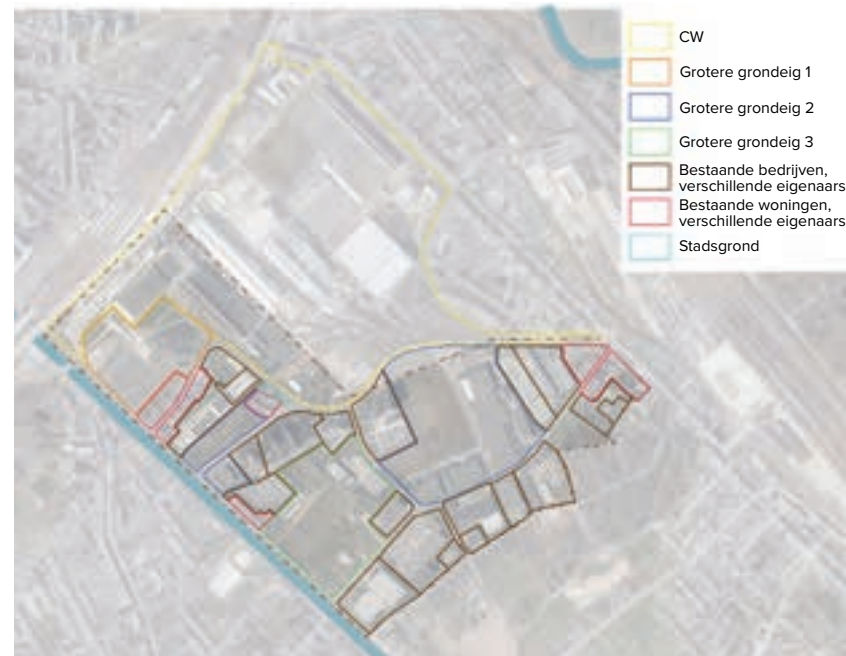 CW
Grotere grondeig 1
Grotere grondeig 2
Grotere grondeig 3
Bestaande bedrijven,
verschillende eigenaars
Bestaande woningen,
verschillende eigenaars
Stadsgrond